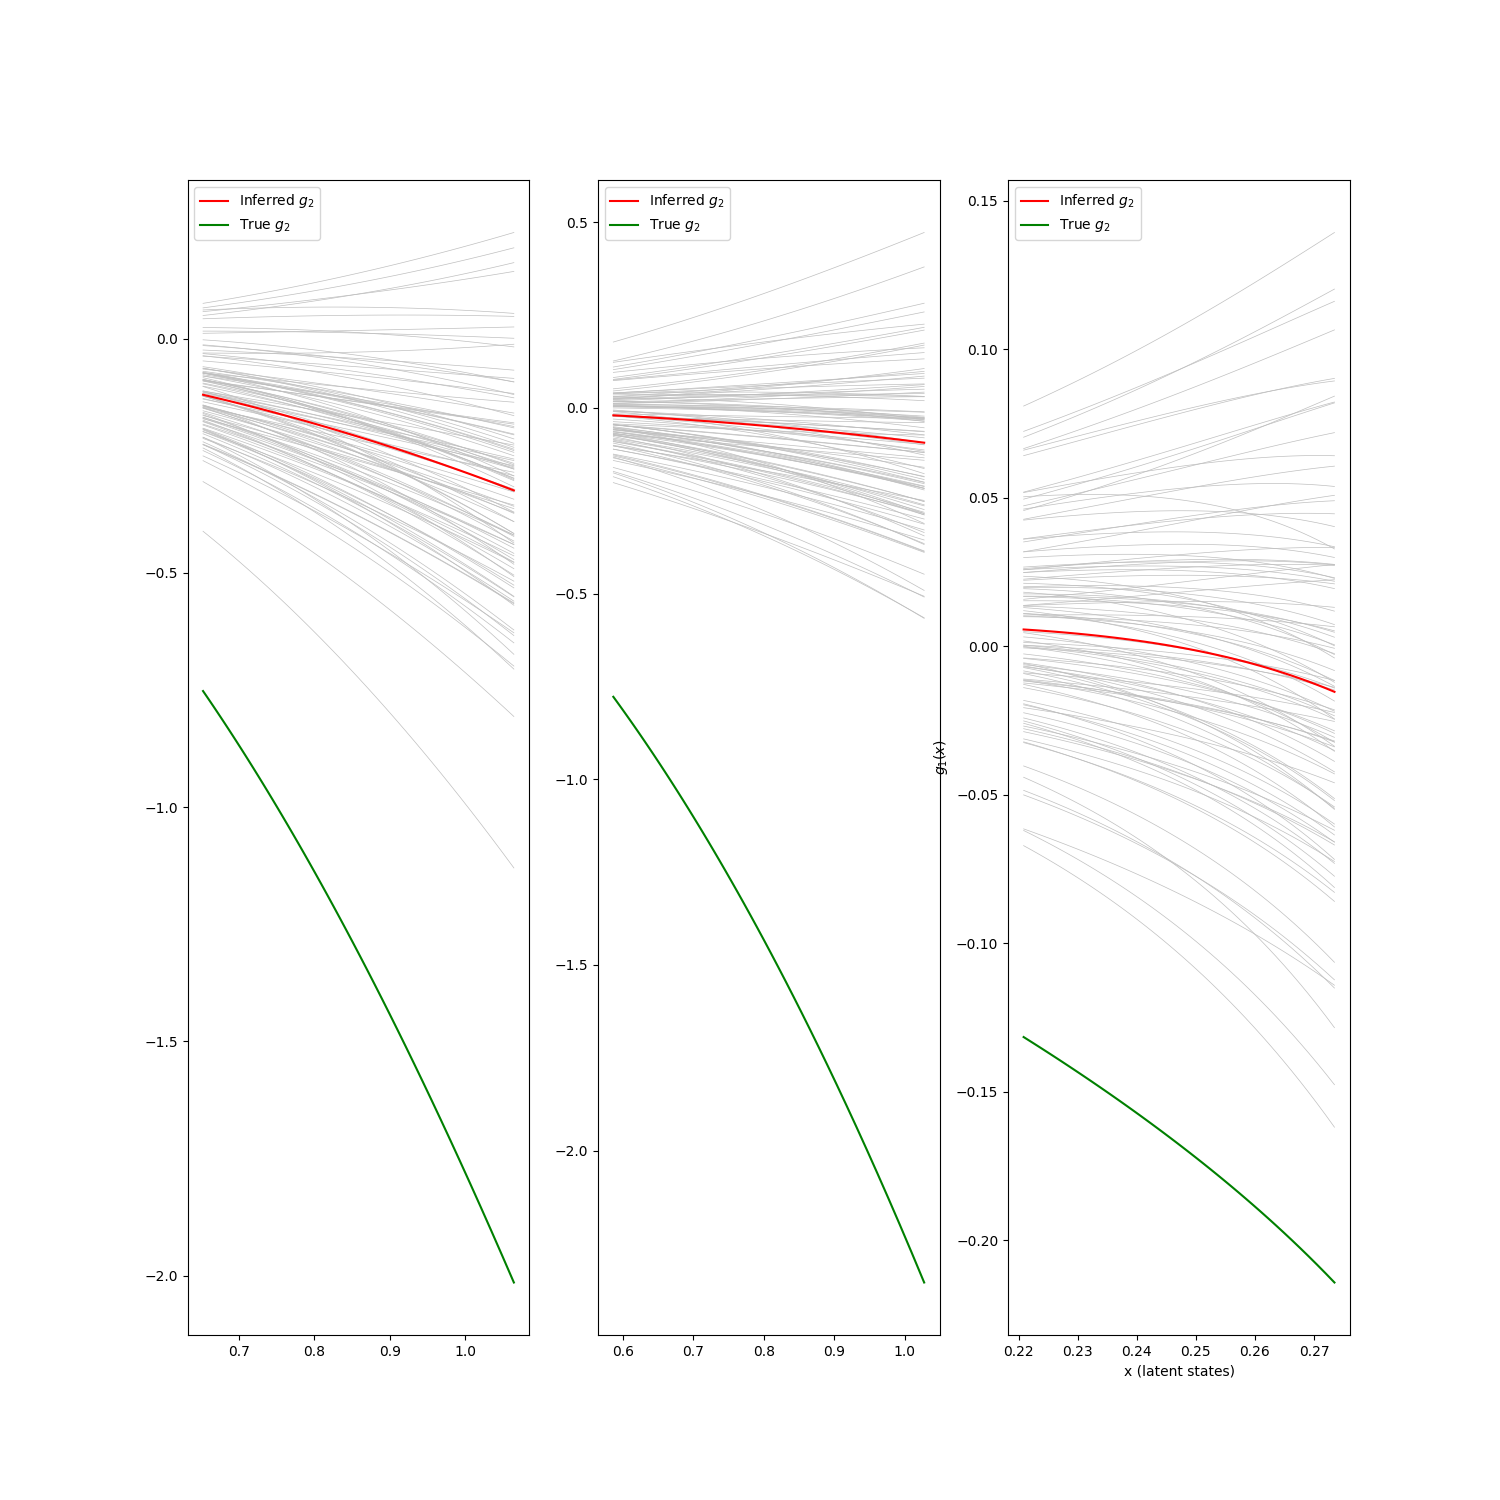 Inferred g₂
True g₂
0.0
−0.5
−1.0
−1.5
−2.0
0.7 0.8 0.9 1.0
Inferred g₂
True g₂
0.5
0.0
−0.5
−1.0
−1.5
−2.0
0.6 0.7 0.8 0.9 1.0
Inferred g₂
True g₂
g₁(x)
0.15
0.10
0.05
0.00
−0.05
−0.10
−0.15
−0.20
0.22 0.23 0.24 0.25 0.26 0.27
x (latent states)